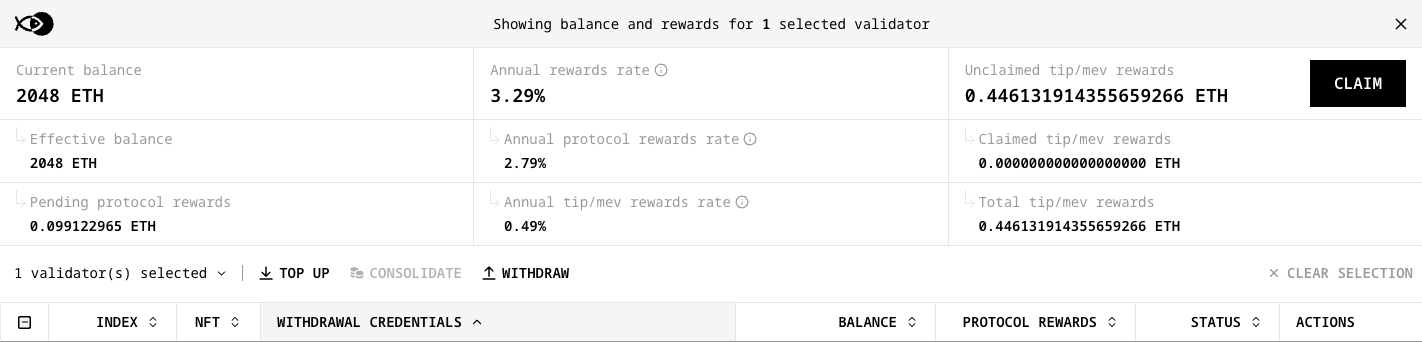 Showing balance and rewards for 1 selected validator
Current balance
2048 ETH
Annual rewards rate
3.29%
Unclaimed tip/mev rewards
0.446131914355659266 ETH
CLAIM
Effective balance
2048 ETH
Annual protocol rewards rate
2.79%
Claimed tip/mev rewards
0.000000000000000000 ETH
Pending protocol rewards
0.099122965 ETH
Annual tip/mev rewards rate
0.49%
Total tip/mev rewards
0.446131914355659266 ETH
1 validator(s) selected TOP UP CONSOLIDATE WITHDRAW CLEAR SELECTION
INDEX NFT WITHDRAWAL CREDENTIALS BALANCE PROTOCOL REWARDS STATUS ACTIONS